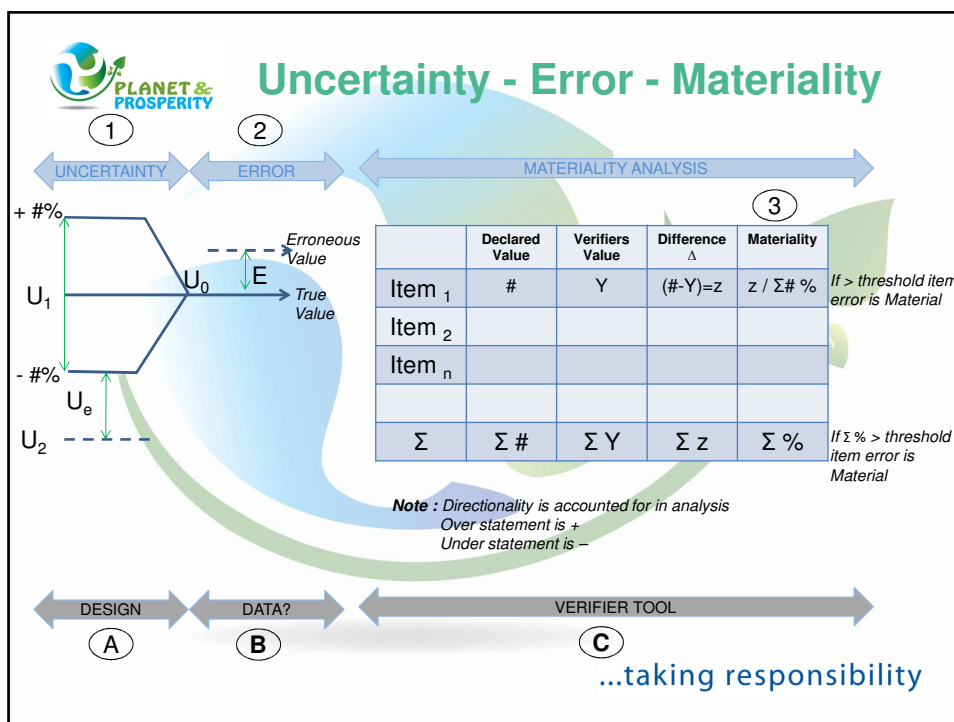 PLANET &
PROSPERITY
Uncertainty - Error - Materiality
1
2
UNCERTAINTY
ERROR
MATERIALITY ANALYSIS
3
+ #%
U1
- #%
Ue
U2
U0
E
Erroneous
Value
True
Value
Declared Value Verifiers Value Difference Δ Materiality
Item 1 # Y (#-Y)=z z / Σ# %
Item 2
Item n
Σ Σ # Σ Y Σ z Σ %
If > threshold item
error is Material
If Σ % > threshold
item error is
Material
Note : Directionality is accounted for in analysis
Over statement is +
Under statement is –
DESIGN
DATA?
VERIFIER TOOL
A
B
C
...taking responsibility